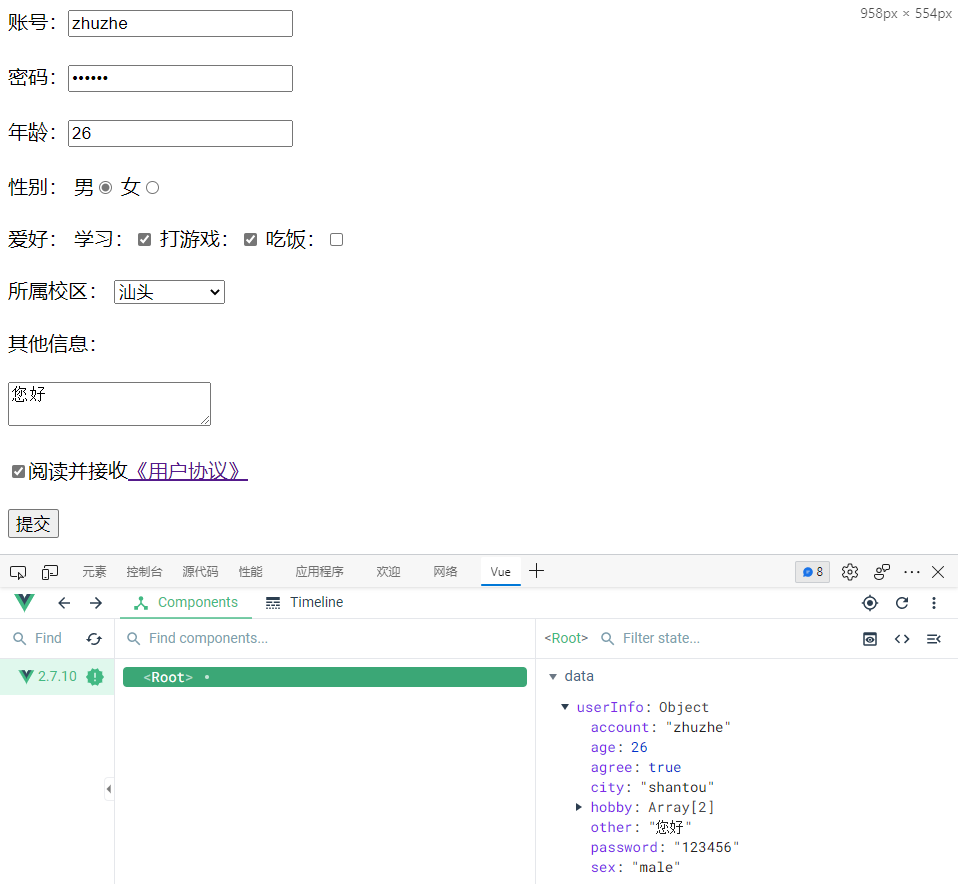 958px × 554px
账号：zhuzhe
密码：••••••
年龄：26
性别： 男 女
爱好： 学习： 打游戏： 吃饭：
所属校区： 汕头
其他信息：
您好
阅读并接收《用户协议》
提交
元素 控制台 源代码 性能 应用程序 欢迎 网络 Vue 8
Components Timeline
Find Find components... <Root> Filter state...
2.7.10 <Root> data
userInfo: Object
account: "zhuzhe"
age: 26
agree: true
city: "shantou"
hobby: Array[2]
other: "您好"
password: "123456"
sex: "male"